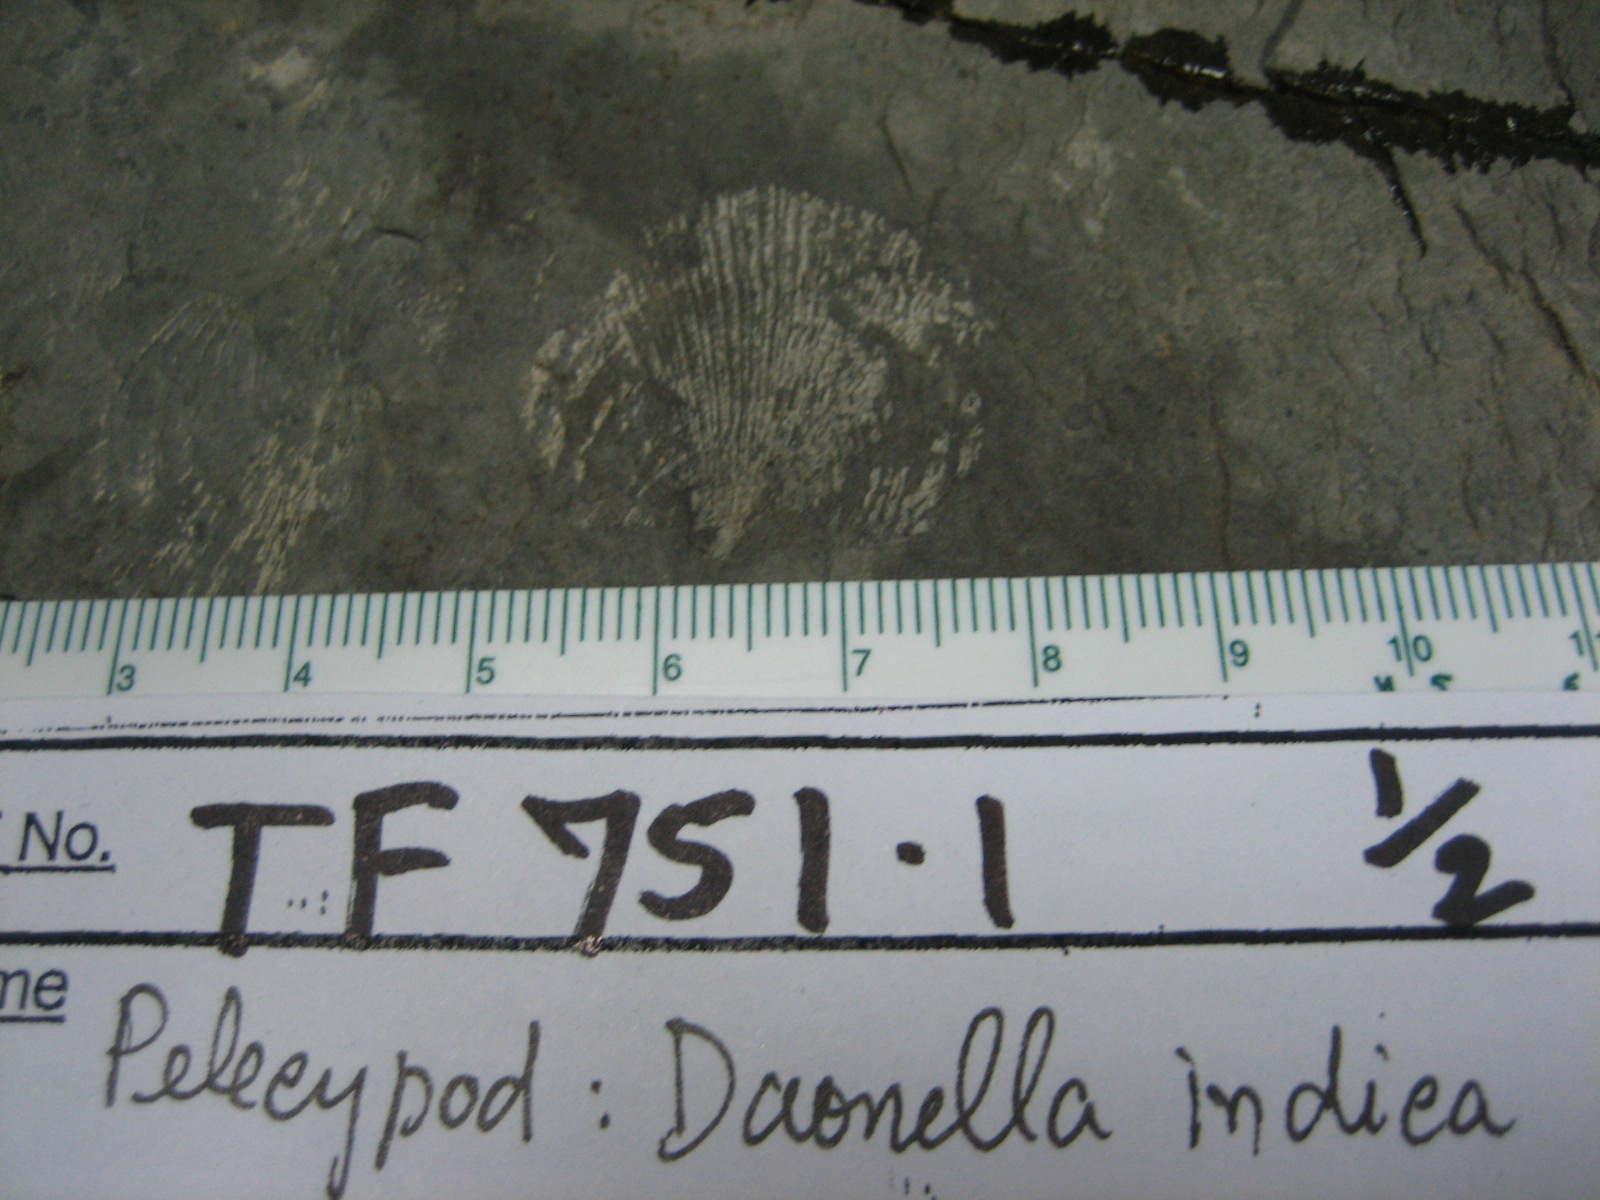 3 4 5 6 7 8 9 10
No. TF 751.1 1/2
me
Pelecypod : Daonella indica